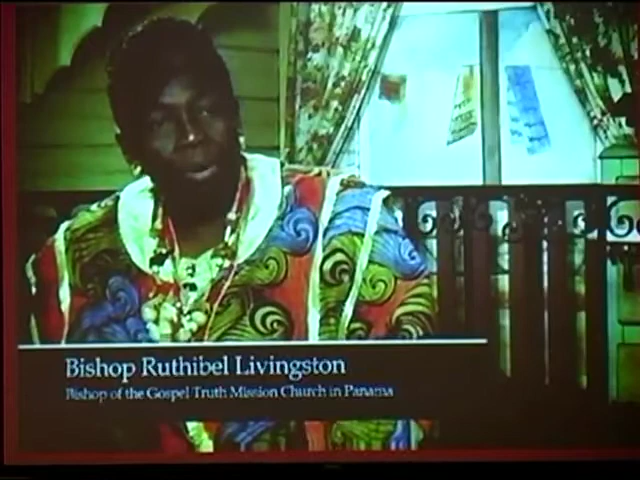 Bishop Ruthibel Livingston
Bishop of the Gospel Truth Mission Church in Panama